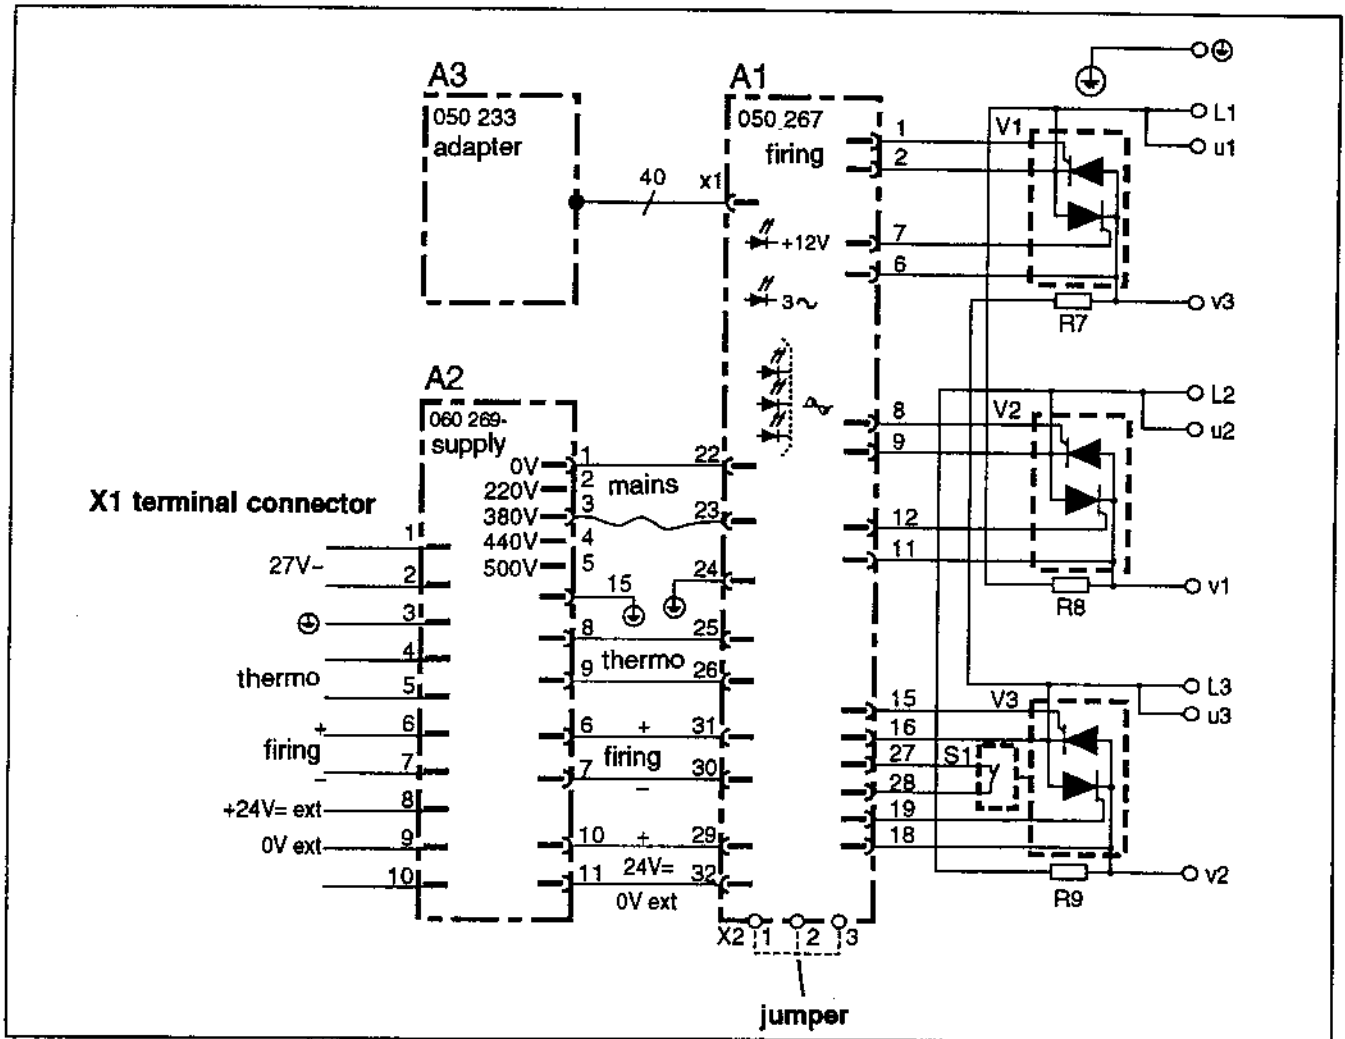 A3
050 233
adapter
40
x1
A1
050 267
firing
+12V
3~
1
2
7
6
8
9
12
11
15
16
27
28
19
18
V1
L1
u1
R7
v3
V2
L2
u2
R8
v1
V3
S1
L3
u3
R9
v2
A2
060 269-
supply
0V
220V
380V
440V
500V
1
2
3
4
5
mains
22
23
15
24
8
thermo
25
9
26
6
+
31
firing
7
–
30
10
+
29
24V=
11
32
0V ext
X1 terminal connector
27V~
1
2
3
4
thermo
5
+
6
firing
7
–
+24V= ext
8
0V ext
9
10
X2
1
2
3
jumper